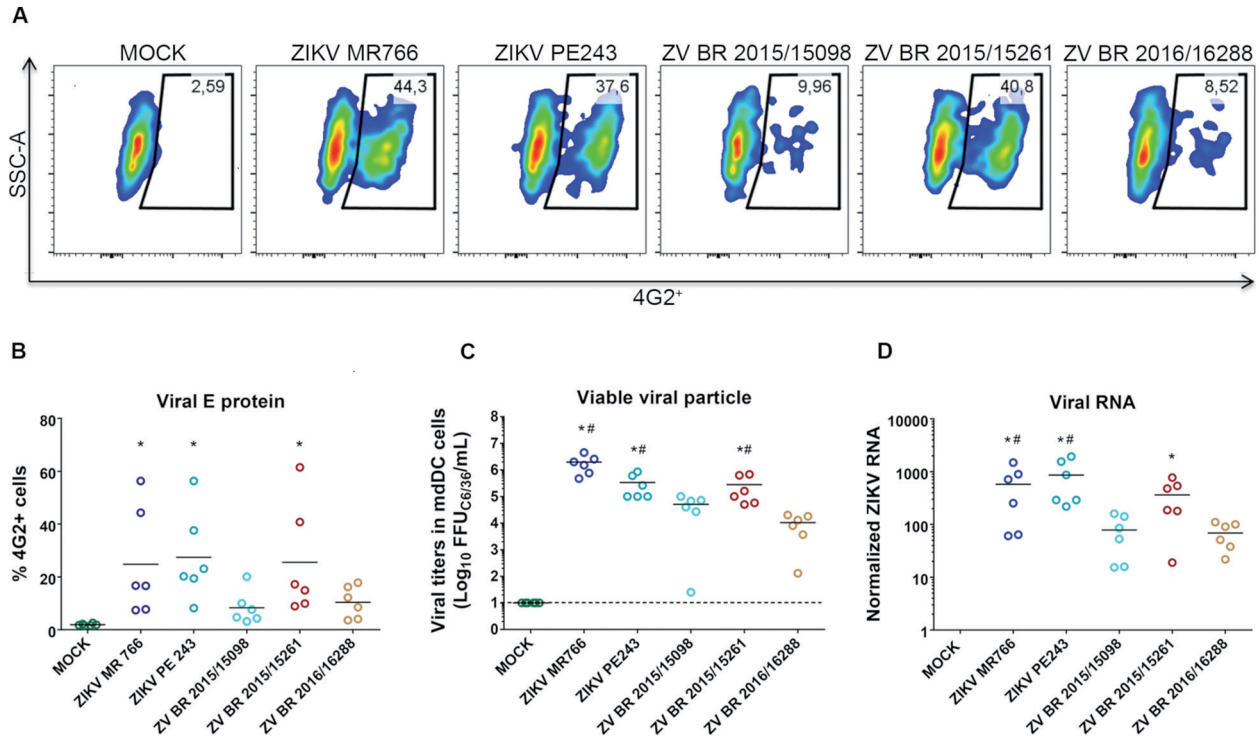 A
MOCK
ZIKV MR766
ZIKV PE243
ZV BR 2015/15098
ZV BR 2015/15261
ZV BR 2016/16288
2,59
44,3
37,6
9,96
40,8
8,52
SSC-A
4G2+
B
Viral E protein
% 4G2+ cells
80
60
40
20
0
* * *
MOCK
ZIKV MR 766
ZIKV PE 243
ZV BR 2015/15098
ZV BR 2015/15261
ZV BR 2016/16288
C
Viable viral particle
Viral titers in mdDC cells
(Log10 FFUC6/36/mL)
8
7
6
5
4
3
2
1
0
*# *# *#
MOCK
ZIKV MR766
ZIKV PE243
ZV BR 2015/15098
ZV BR 2015/15261
ZV BR 2016/16288
D
Viral RNA
Normalized ZIKV RNA
10000
1000
100
10
1
*# *# *
MOCK
ZIKV MR766
ZIKV PE243
ZV BR 2015/15098
ZV BR 2015/15261
ZV BR 2016/16288